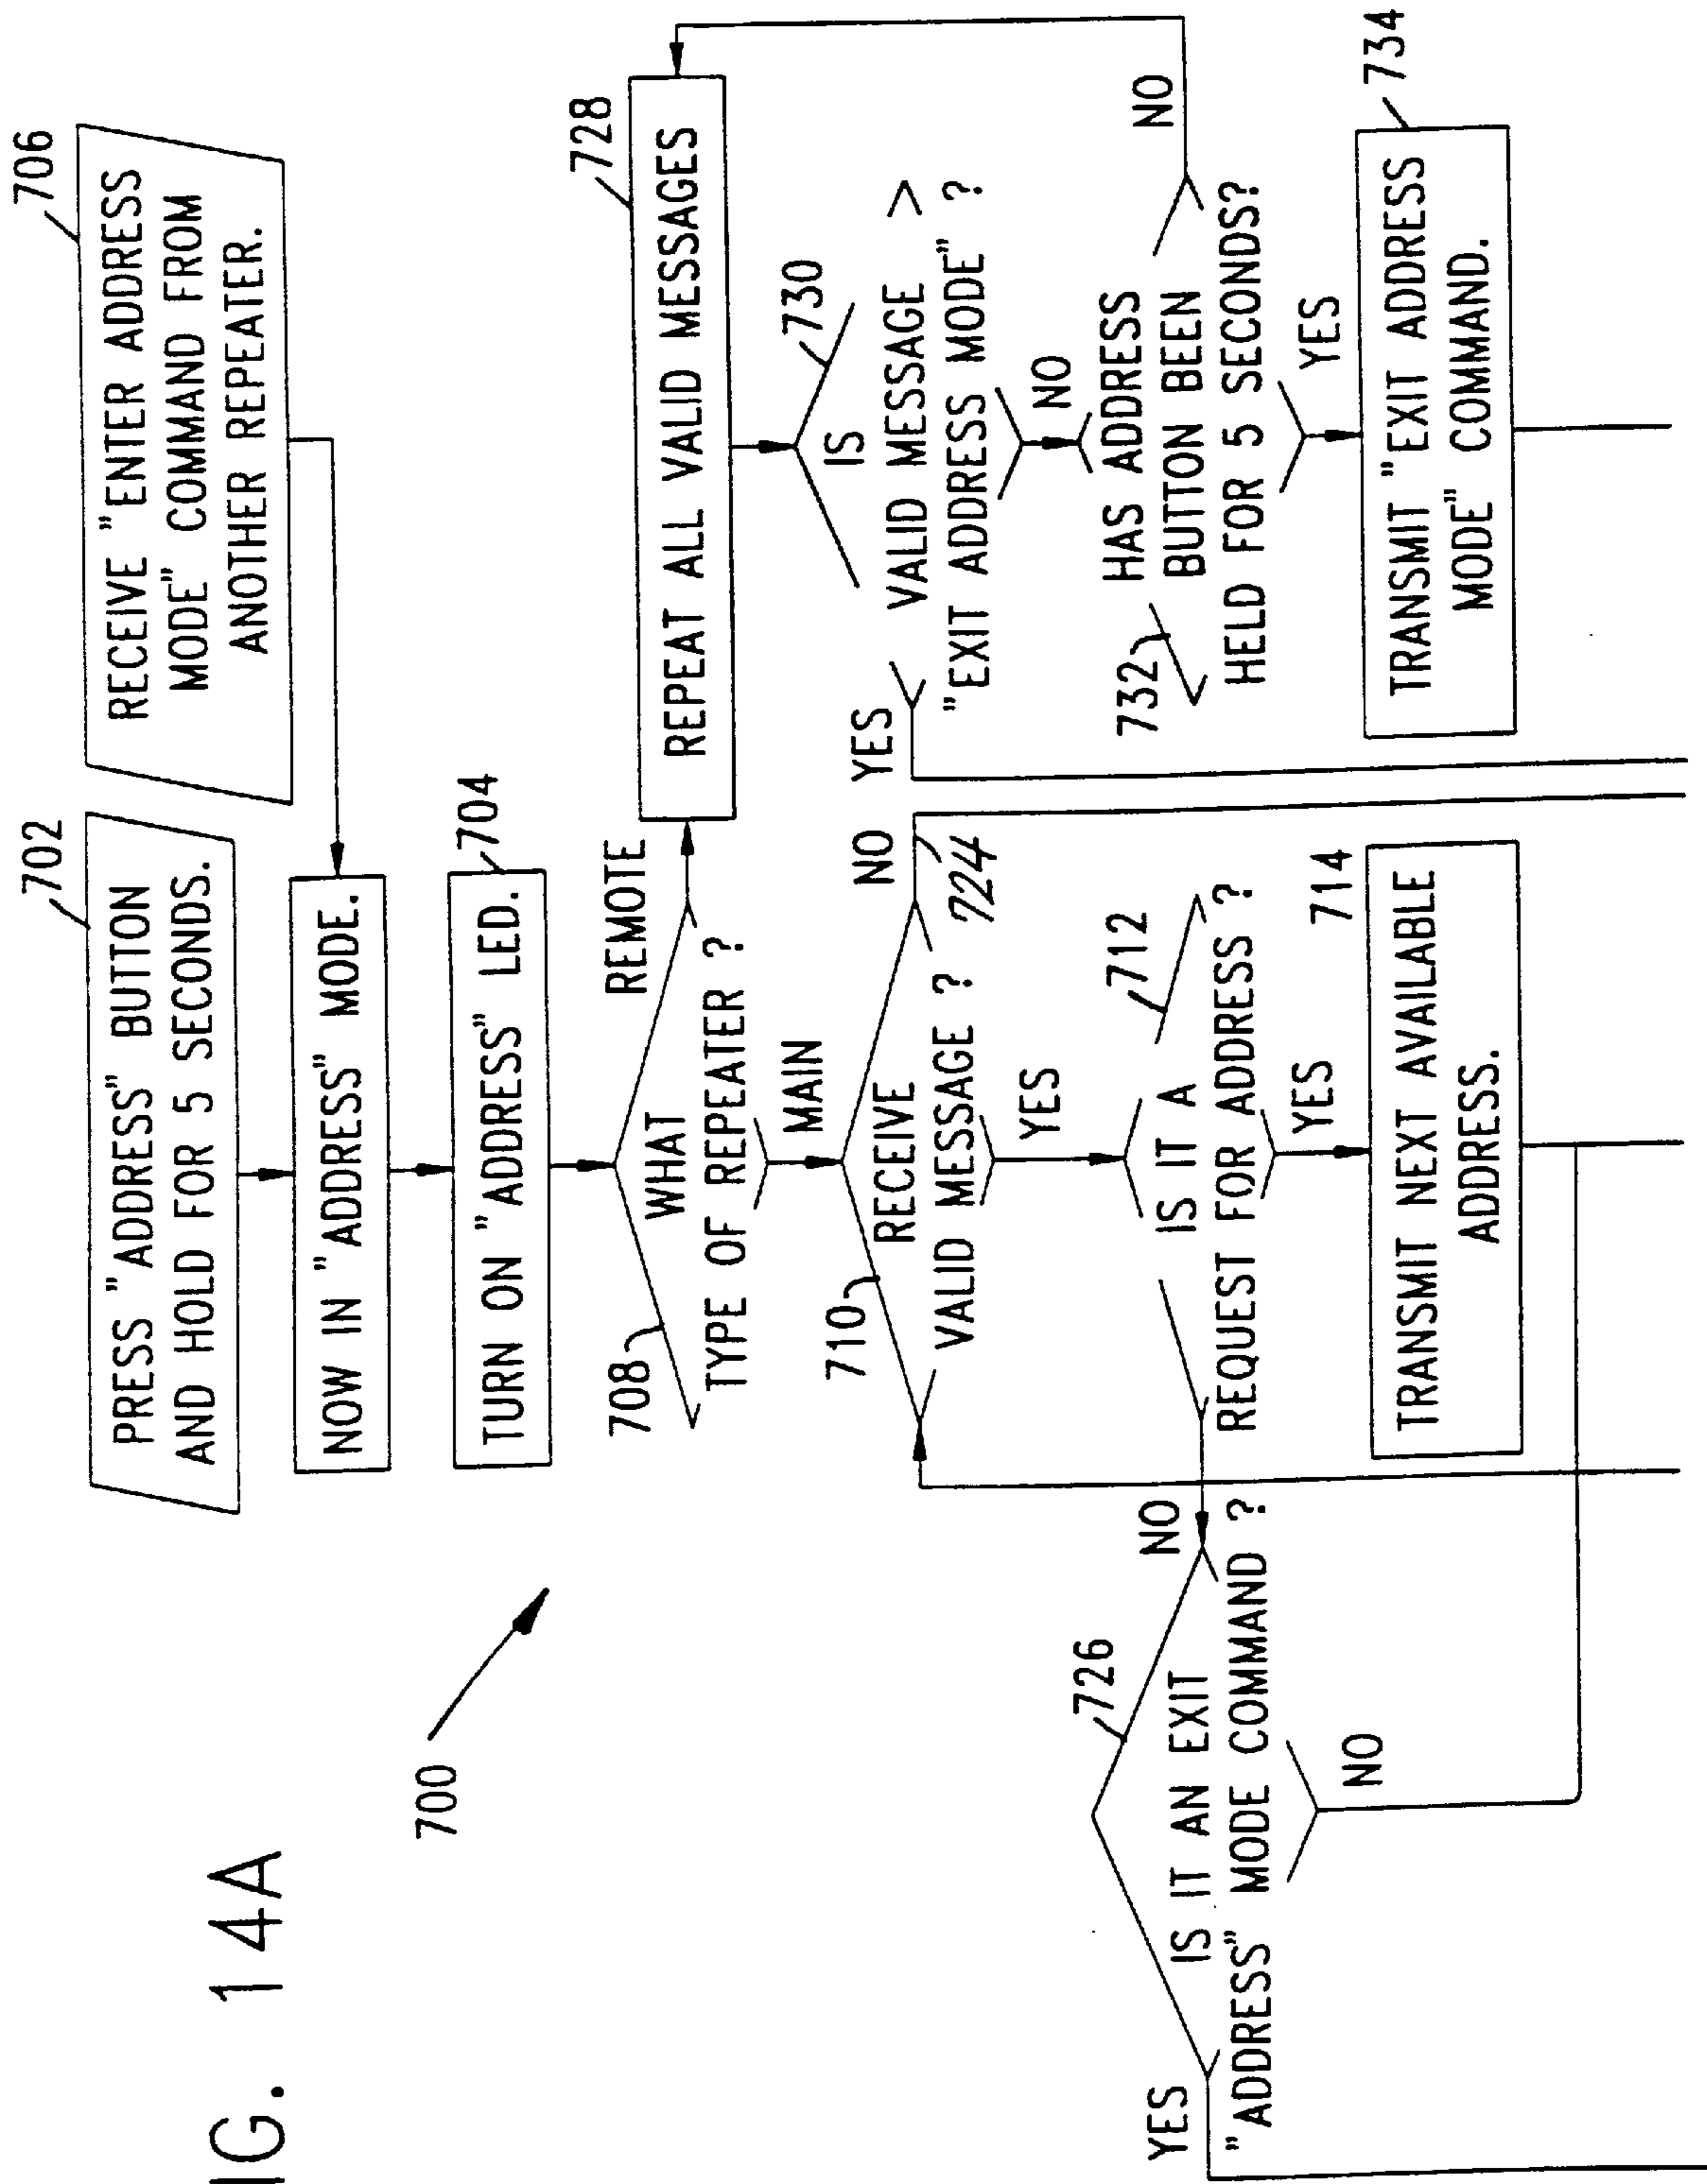 IG. 14A
700
702
PRESS "ADDRESS" BUTTON
AND HOLD FOR 5 SECONDS.
706
RECEIVE "ENTER ADDRESS
MODE" COMMAND FROM
ANOTHER REPEATER.
NOW IN "ADDRESS" MODE.
704
TURN ON "ADDRESS" LED.
708
WHAT
TYPE OF REPEATER ?
REMOTE
MAIN
728
REPEAT ALL VALID MESSAGES
710
RECEIVE
VALID MESSAGE ?
NO
724
YES
730
IS
VALID MESSAGE
"EXIT ADDRESS MODE" ?
YES
NO
726
IS IT AN EXIT
"ADDRESS" MODE COMMAND ?
YES
NO
NO
712
IS IT A
REQUEST FOR ADDRESS ?
YES
732
HAS ADDRESS
BUTTON BEEN
HELD FOR 5 SECONDS?
NO
YES
714
TRANSMIT NEXT AVAILABLE
ADDRESS.
734
TRANSMIT "EXIT ADDRESS
MODE" COMMAND.